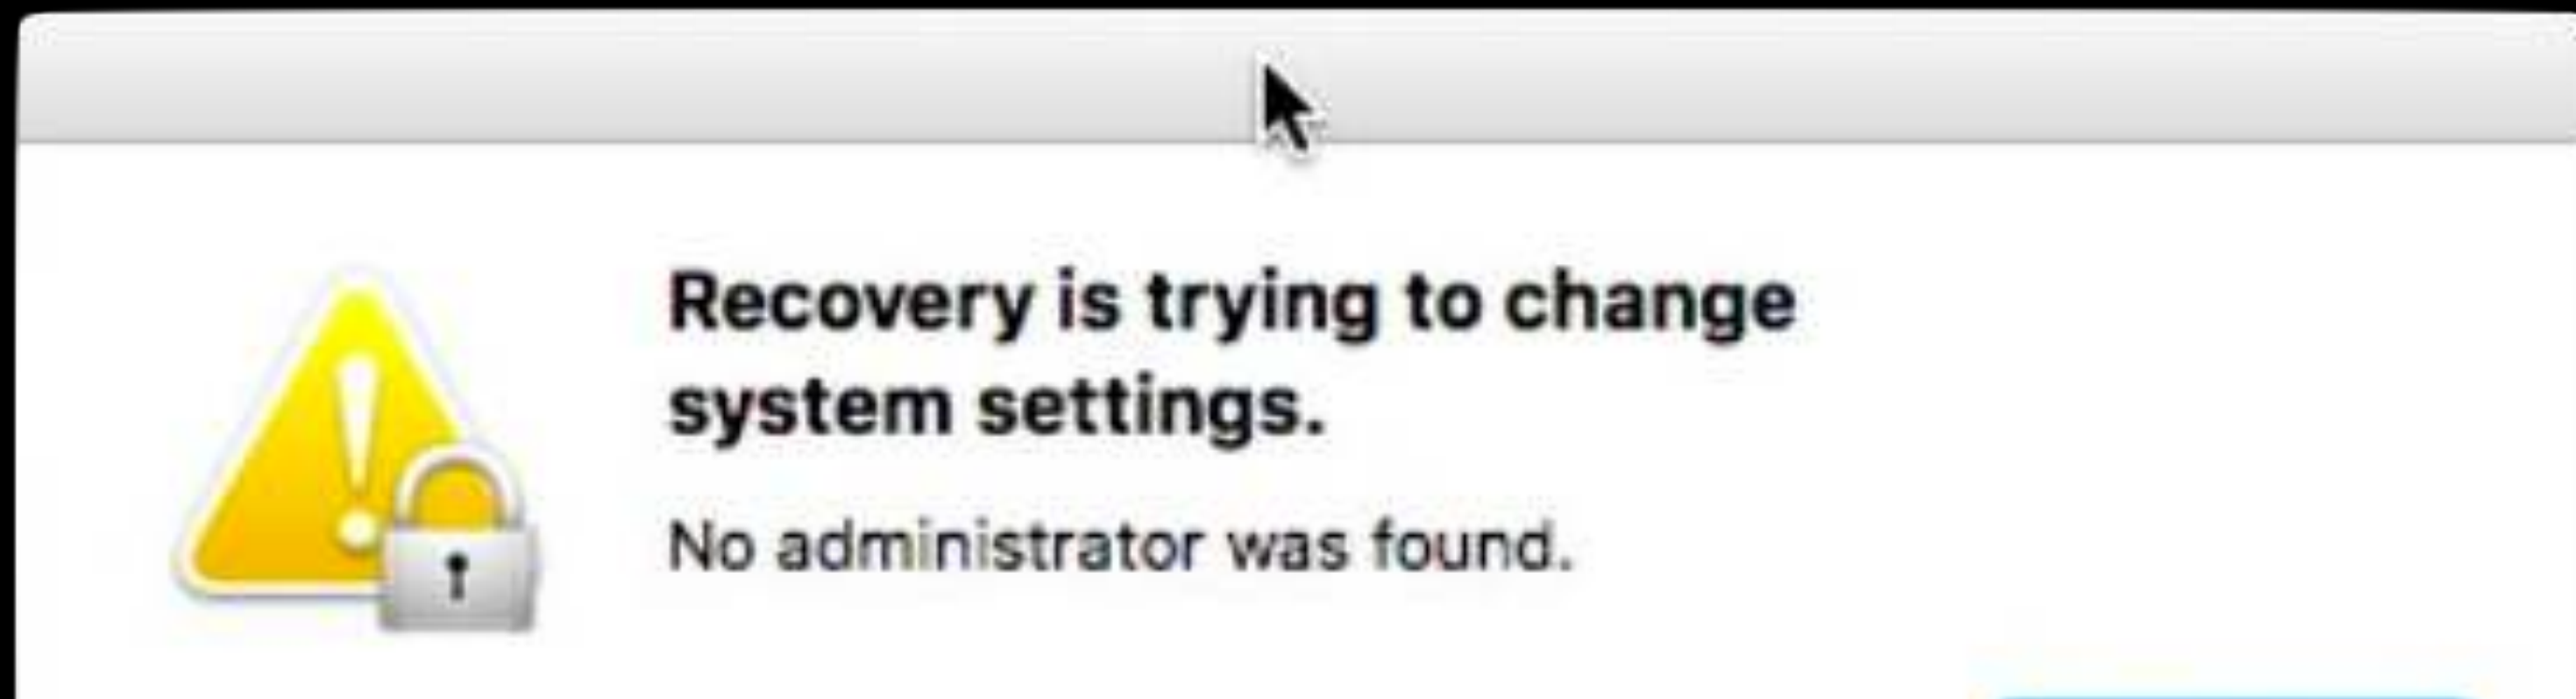 Recovery is trying to change
system settings.
No administrator was found.